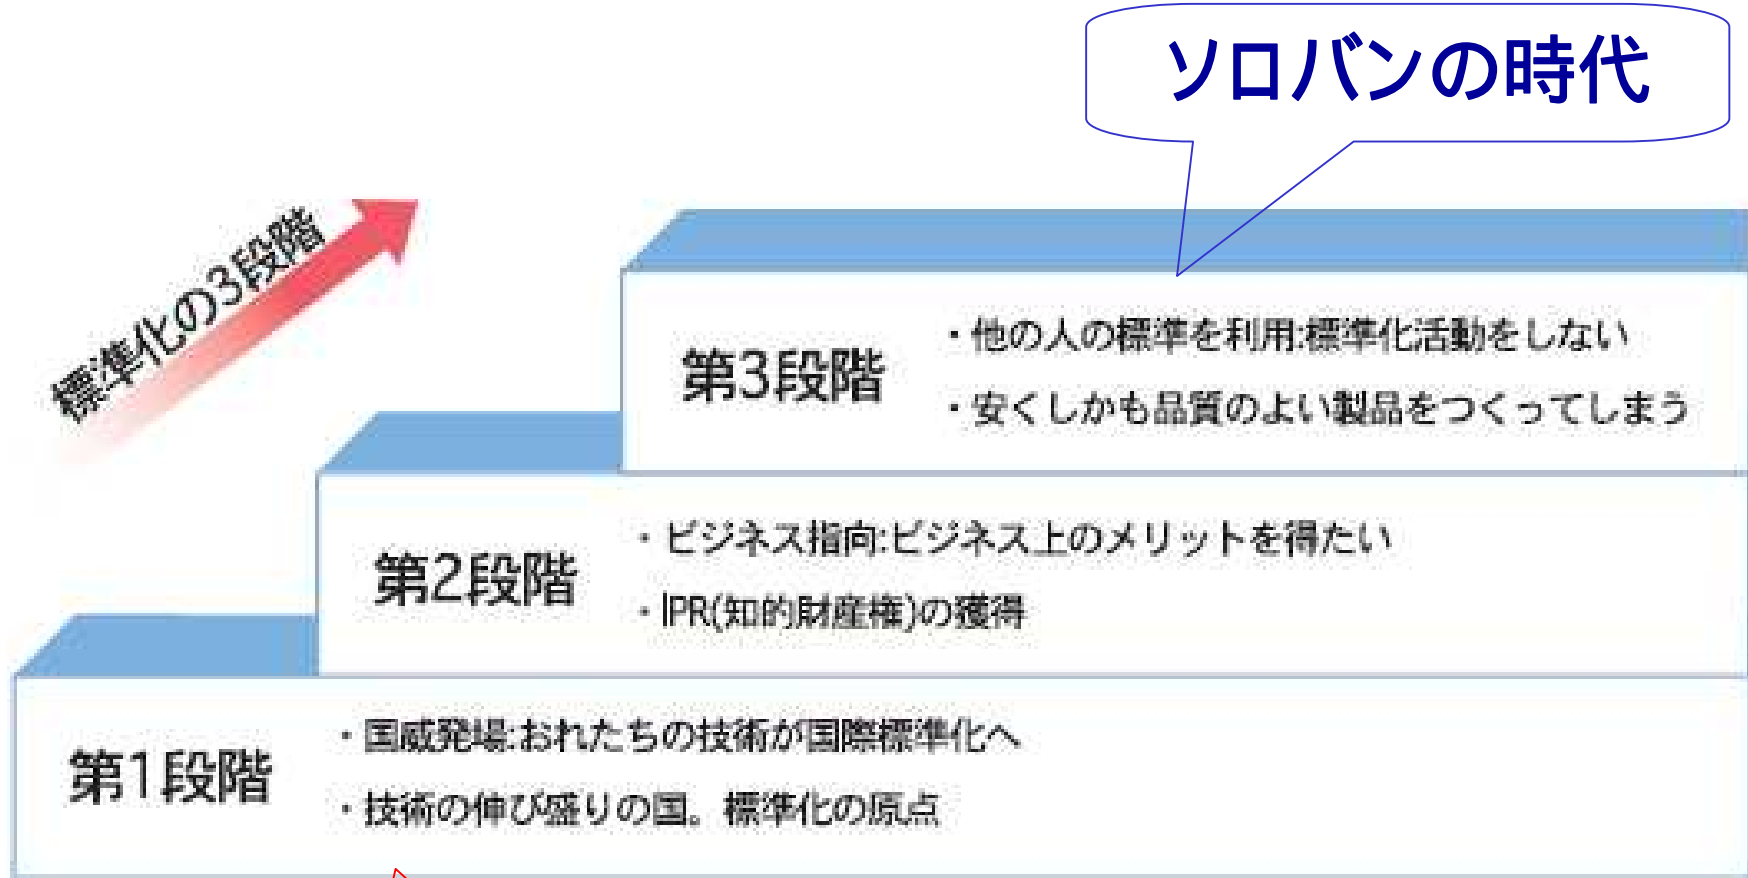 ソロバンの時代
標準化の3段階
第3段階
・他の人の標準を利用:標準化活動をしない
・安くしかも品質のよい製品をつくってしまう
第2段階
・ビジネス指向:ビジネス上のメリットを得たい
・IPR(知的財産権)の獲得
第1段階
・国威発場:おれたちの技術が国際標準化へ
・技術の伸び盛りの国。標準化の原点